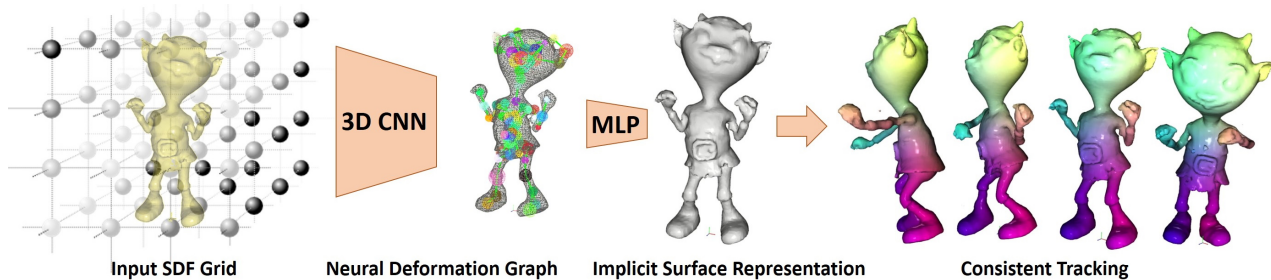 3D CNN
MLP
Input SDF Grid
Neural Deformation Graph
Implicit Surface Representation
Consistent Tracking